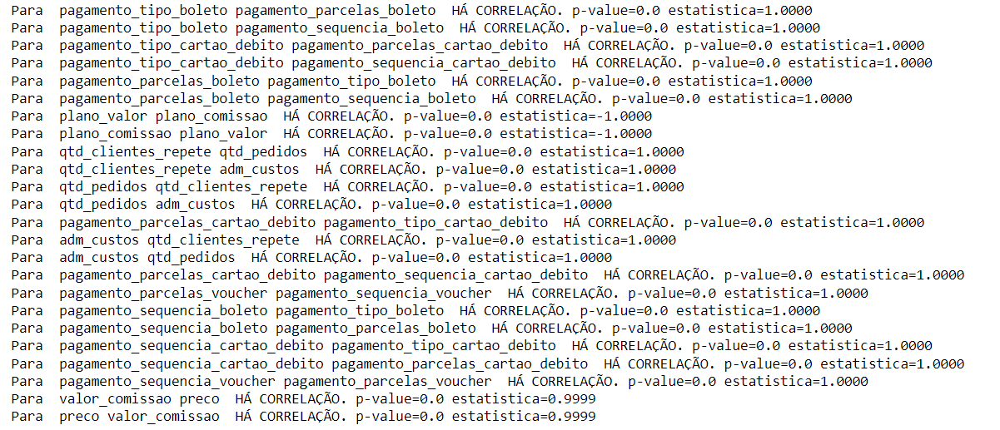 Para  pagamento_tipo_boleto pagamento_parcelas_boleto  HÁ CORRELAÇÃO. p-value=0.0 estatistica=1.0000
Para  pagamento_tipo_boleto pagamento_sequencia_boleto  HÁ CORRELAÇÃO. p-value=0.0 estatistica=1.0000
Para  pagamento_tipo_cartao_debito pagamento_parcelas_cartao_debito  HÁ CORRELAÇÃO. p-value=0.0 estatistica=1.0000
Para  pagamento_tipo_cartao_debito pagamento_sequencia_cartao_debito  HÁ CORRELAÇÃO. p-value=0.0 estatistica=1.0000
Para  pagamento_parcelas_boleto pagamento_tipo_boleto  HÁ CORRELAÇÃO. p-value=0.0 estatistica=1.0000
Para  pagamento_parcelas_boleto pagamento_sequencia_boleto  HÁ CORRELAÇÃO. p-value=0.0 estatistica=1.0000
Para  plano_valor plano_comissao  HÁ CORRELAÇÃO. p-value=0.0 estatistica=-1.0000
Para  plano_comissao plano_valor  HÁ CORRELAÇÃO. p-value=0.0 estatistica=-1.0000
Para  qtd_clientes_repete qtd_pedidos  HÁ CORRELAÇÃO. p-value=0.0 estatistica=1.0000
Para  qtd_clientes_repete adm_custos  HÁ CORRELAÇÃO. p-value=0.0 estatistica=1.0000
Para  qtd_pedidos qtd_clientes_repete  HÁ CORRELAÇÃO. p-value=0.0 estatistica=1.0000
Para  qtd_pedidos adm_custos  HÁ CORRELAÇÃO. p-value=0.0 estatistica=1.0000
Para  pagamento_parcelas_cartao_debito pagamento_tipo_cartao_debito  HÁ CORRELAÇÃO. p-value=0.0 estatistica=1.0000
Para  adm_custos qtd_clientes_repete  HÁ CORRELAÇÃO. p-value=0.0 estatistica=1.0000
Para  adm_custos qtd_pedidos  HÁ CORRELAÇÃO. p-value=0.0 estatistica=1.0000
Para  pagamento_parcelas_cartao_debito pagamento_sequencia_cartao_debito  HÁ CORRELAÇÃO. p-value=0.0 estatistica=1.0000
Para  pagamento_parcelas_voucher pagamento_sequencia_voucher  HÁ CORRELAÇÃO. p-value=0.0 estatistica=1.0000
Para  pagamento_sequencia_boleto pagamento_tipo_boleto  HÁ CORRELAÇÃO. p-value=0.0 estatistica=1.0000
Para  pagamento_sequencia_boleto pagamento_parcelas_boleto  HÁ CORRELAÇÃO. p-value=0.0 estatistica=1.0000
Para  pagamento_sequencia_cartao_debito pagamento_tipo_cartao_debito  HÁ CORRELAÇÃO. p-value=0.0 estatistica=1.0000
Para  pagamento_sequencia_cartao_debito pagamento_parcelas_cartao_debito  HÁ CORRELAÇÃO. p-value=0.0 estatistica=1.0000
Para  pagamento_sequencia_voucher pagamento_parcelas_voucher  HÁ CORRELAÇÃO. p-value=0.0 estatistica=1.0000
Para  valor_comissao preco  HÁ CORRELAÇÃO. p-value=0.0 estatistica=0.9999
Para  preco valor_comissao  HÁ CORRELAÇÃO. p-value=0.0 estatistica=0.9999